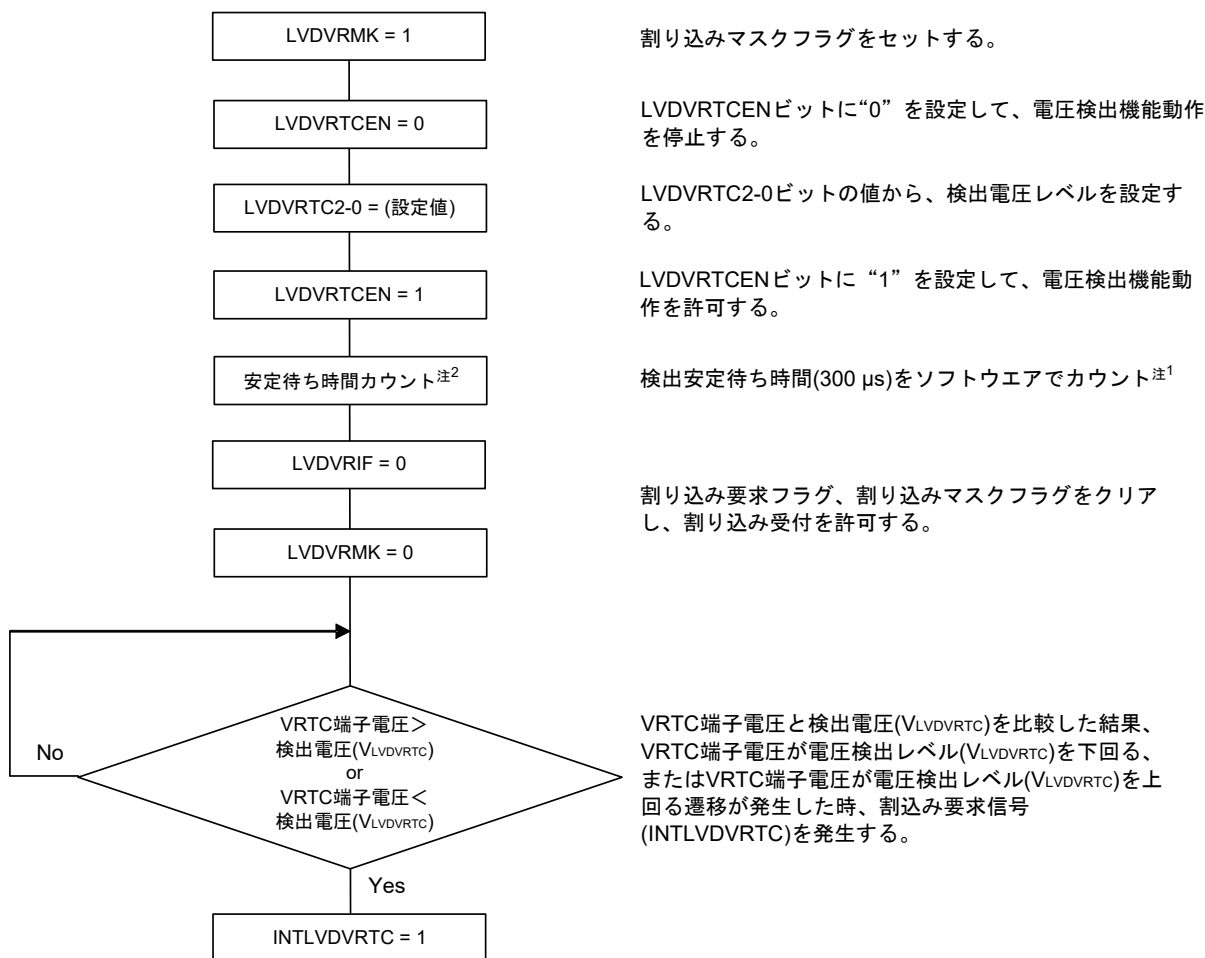 LVDVRMK = 1
割り込みマスクフラグをセットする。
LVDVRTCEN = 0
LVDVRTCENビットに“0”を設定して、電圧検出機能動作
を停止する。
LVDVRTC2-0 = (設定値)
LVDVRTC2-0ビットの値から、検出電圧レベルを設定す
る。
LVDVRTCEN = 1
LVDVRTCENビットに“1”を設定して、電圧検出機能動
作を許可する。
安定待ち時間カウント注2
検出安定待ち時間(300 µs)をソフトウエアでカウント注1
LVDVRIF = 0
割り込み要求フラグ、割り込みマスクフラグをクリア
し、割り込み受付を許可する。
LVDVRMK = 0
VRTC端子電圧＞
検出電圧(VLVDVRTC)
or
VRTC端子電圧＜
検出電圧(VLVDVRTC)
No
VRTC端子電圧と検出電圧(VLVDVRTC)を比較した結果、
VRTC端子電圧が電圧検出レベル(VLVDVRTC)を下回る、
またはVRTC端子電圧が電圧検出レベル(VLVDVRTC)を上
回る遷移が発生した時、割込み要求信号
(INTLVDVRTC)を発生する。
Yes
INTLVDVRTC = 1